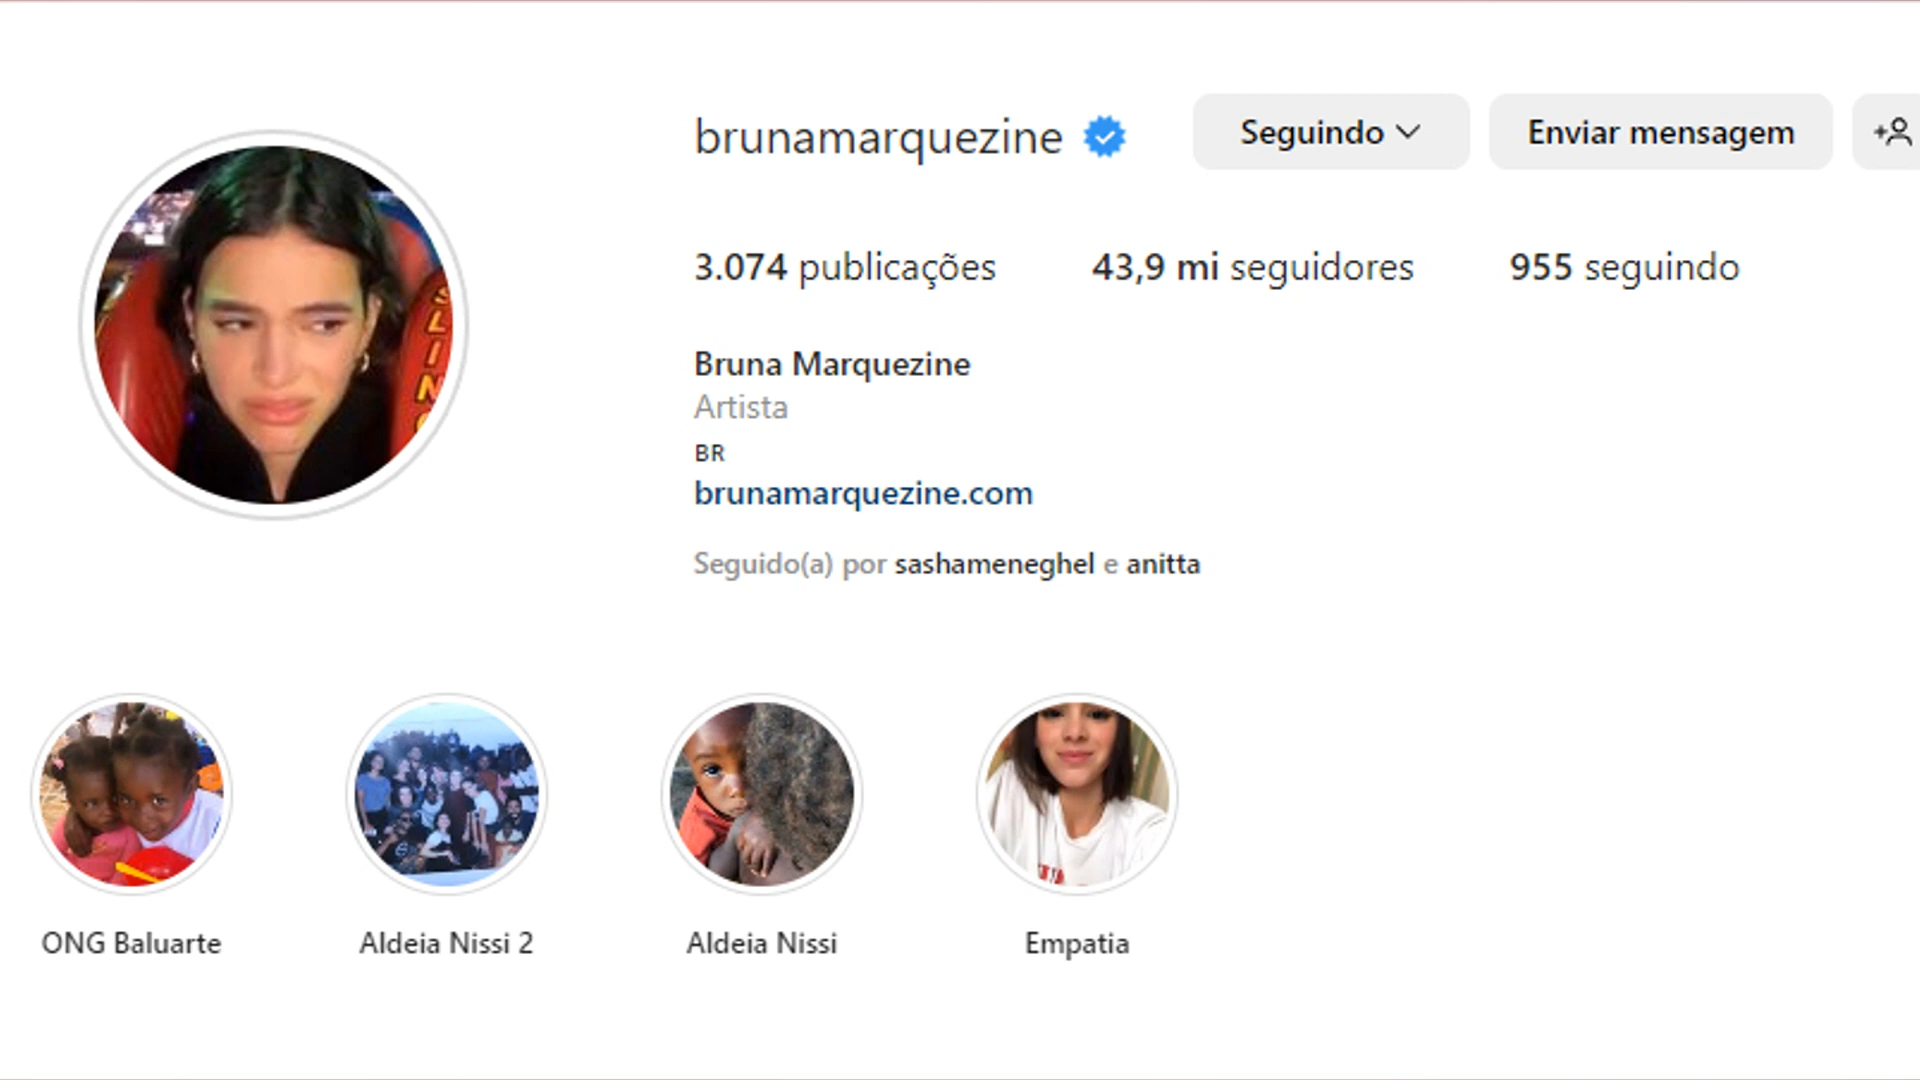 brunamarquezine
Seguindo
Enviar mensagem
3.074 publicações
43,9 mi seguidores
955 seguindo
Bruna Marquezine
Artista
BR
brunamarquezine.com
Seguido(a) por sashameneghel e anitta
ONG Baluarte
Aldeia Nissi 2
Aldeia Nissi
Empatia